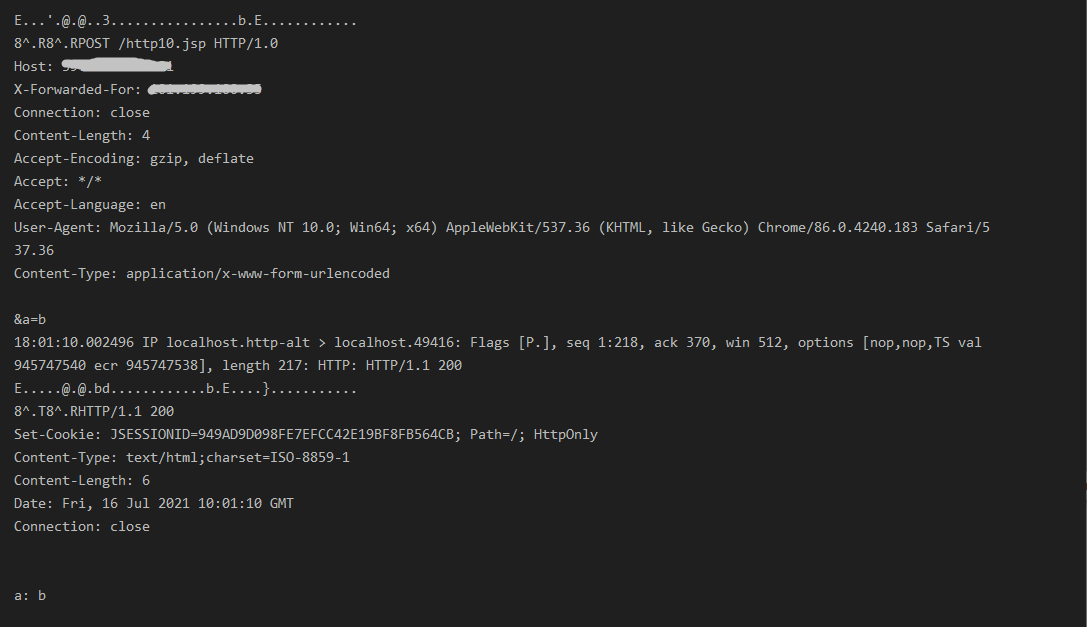 E...'.@.@..3................b.E............
8^.R8^.RPOST /http10.jsp HTTP/1.0
Host:
X-Forwarded-For:
Connection: close
Content-Length: 4
Accept-Encoding: gzip, deflate
Accept: */*
Accept-Language: en
User-Agent: Mozilla/5.0 (Windows NT 10.0; Win64; x64) AppleWebKit/537.36 (KHTML, like Gecko) Chrome/86.0.4240.183 Safari/5
37.36
Content-Type: application/x-www-form-urlencoded

&a=b
18:01:10.002496 IP localhost.http-alt > localhost.49416: Flags [P.], seq 1:218, ack 370, win 512, options [nop,nop,TS val
945747540 ecr 945747538], length 217: HTTP: HTTP/1.1 200
E.....@.@.bd............b.E....}...........
8^.T8^.RHTTP/1.1 200
Set-Cookie: JSESSIONID=949AD9D098FE7EFCC42E19BF8FB564CB; Path=/; HttpOnly
Content-Type: text/html;charset=ISO-8859-1
Content-Length: 6
Date: Fri, 16 Jul 2021 10:01:10 GMT
Connection: close

a: b